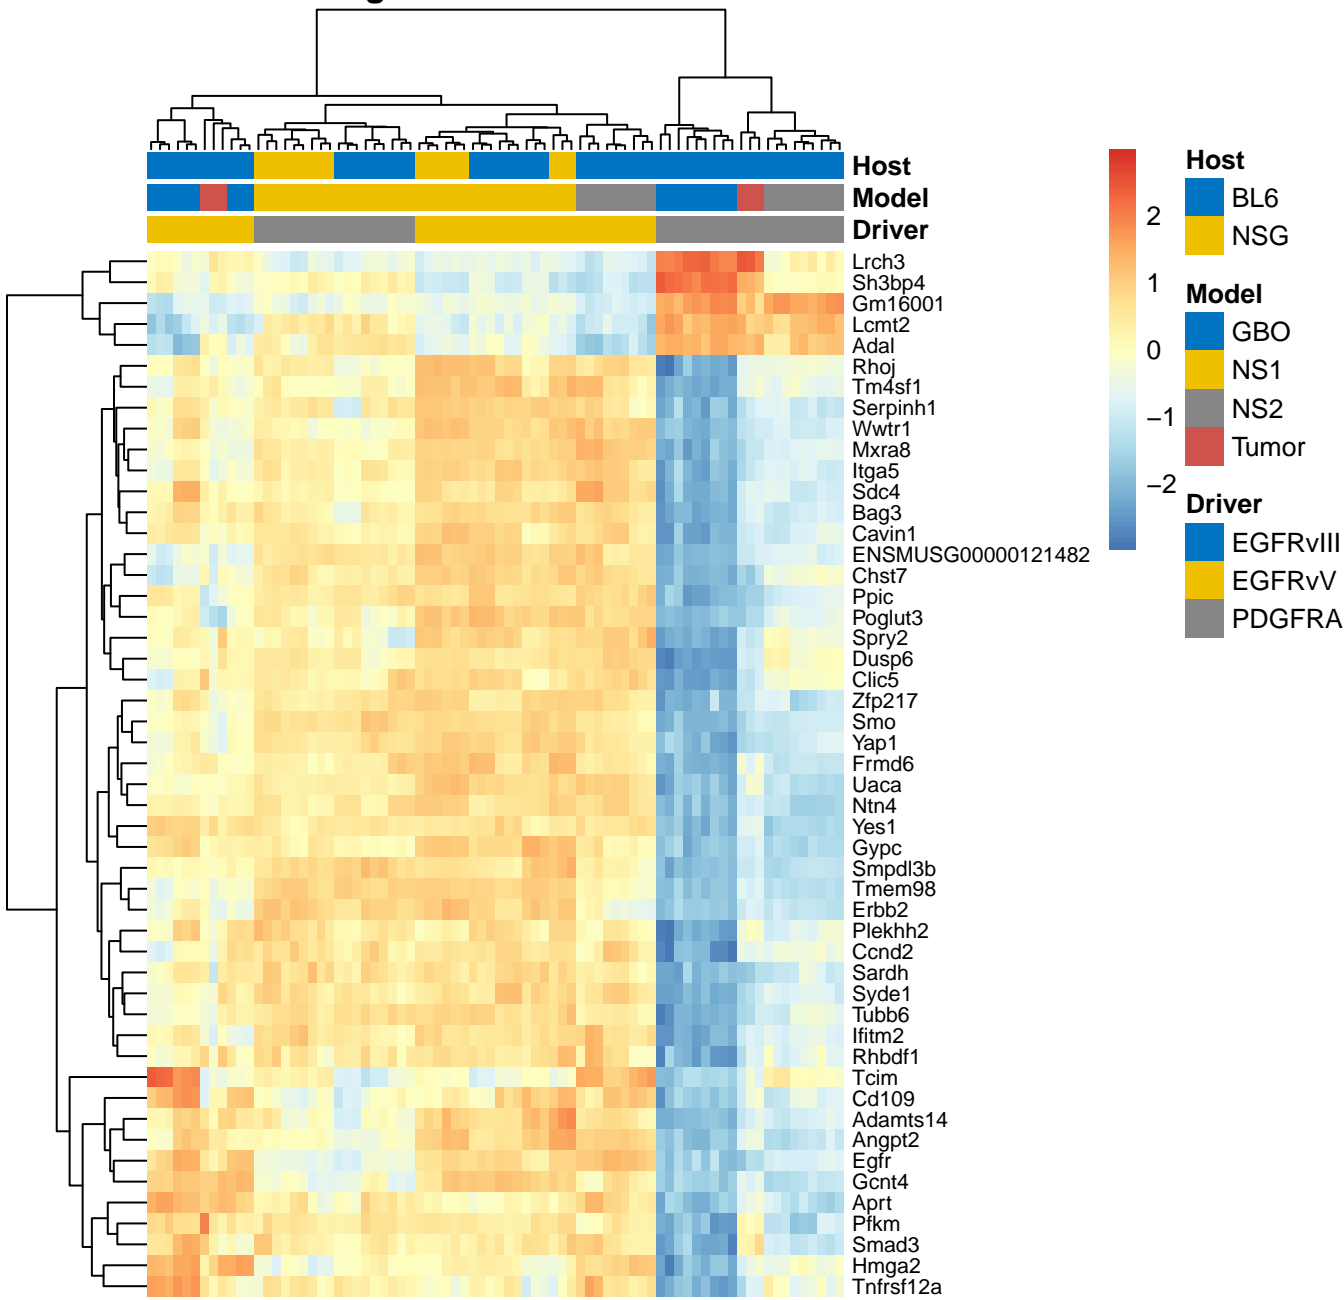 Host
Model
Driver
Lrch3
Sh3bp4
Gm16001
Lcmt2
Adal
Rhoj
Tm4sf1
Serpinh1
Wwtr1
Mxra8
Itga5
Sdc4
Bag3
Cavin1
ENSMUSG00000121482
Chst7
Ppic
Poglut3
Spry2
Dusp6
Clic5
Zfp217
Smo
Yap1
Frmd6
Uaca
Ntn4
Yes1
Gypc
Smpdl3b
Tmem98
Erbb2
Plekhh2
Ccnd2
Sardh
Syde1
Tubb6
Ifitm2
Rhbdf1
Tcim
Cd109
Adamts14
Angpt2
Egfr
Gcnt4
Aprt
Pfkm
Smad3
Hmga2
Tnfrsf12a
2
1
0
−1
−2
Host
BL6
NSG
Model
GBO
NS1
NS2
Tumor
Driver
EGFRvIII
EGFRvV
PDGFRA